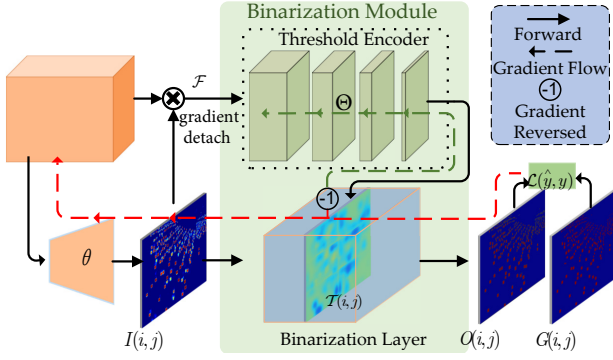 Binarization Module
Threshold Encoder
Forward
Gradient Flow
-1
Gradient
Reversed
ℱ
gradient
detach
Θ
-1
ℒ(ŷ, y)
θ
𝒯(i,j)
I(i,j)
Binarization Layer
O(i,j)
G(i,j)